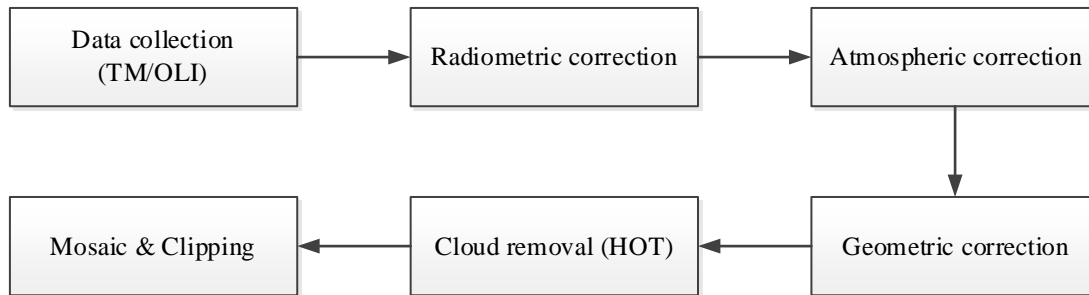 Data collection
(TM/OLI)
Radiometric correction
Atmospheric correction
Geometric correction
Cloud removal (HOT)
Mosaic & Clipping